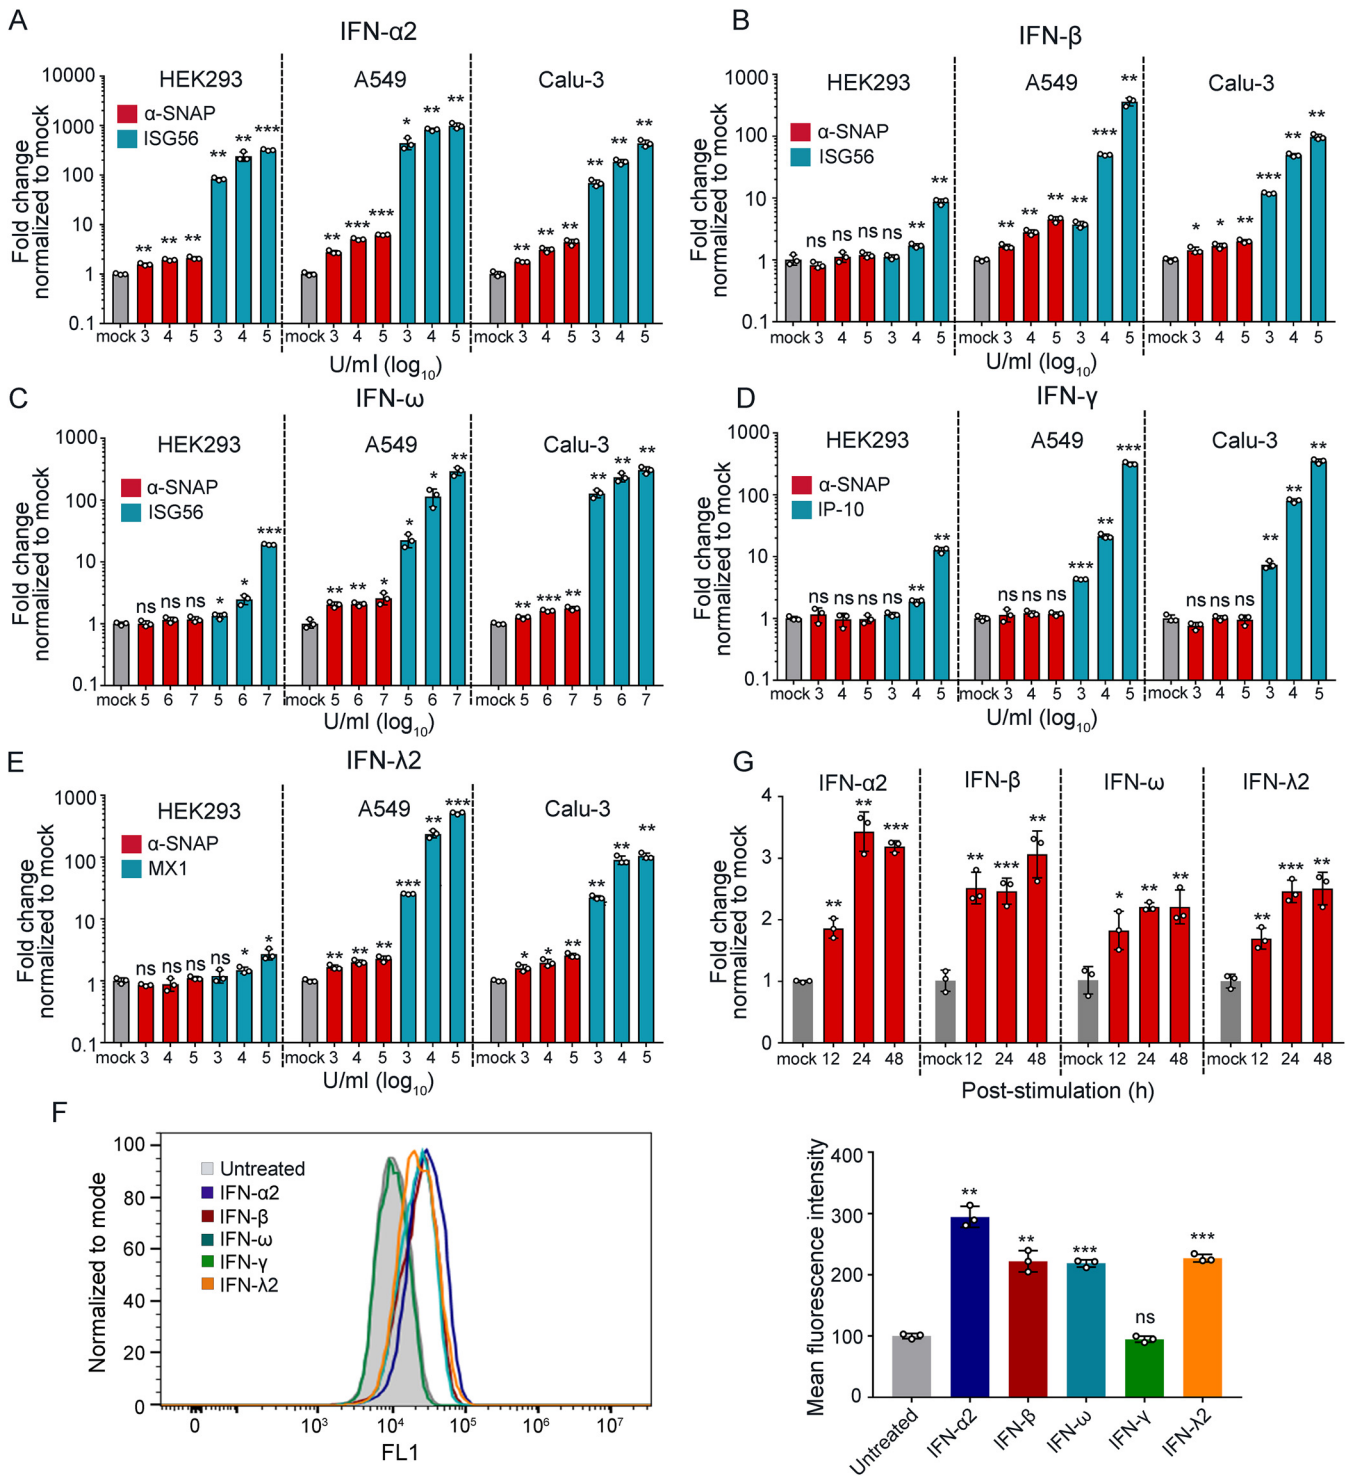 A
IFN-α2
HEK293
A549
Calu-3
α-SNAP
ISG56
Fold change
normalized to mock
10000
1000
100
10
1
0.1
** ** ** ** ** ***
** *** *** * ** **
** ** ** ** ** **
mock 3 4 5 3 4 5
mock 3 4 5 3 4 5
mock 3 4 5 3 4 5
U/ml (log10)
B
IFN-β
HEK293
A549
Calu-3
α-SNAP
ISG56
Fold change
normalized to mock
1000
100
10
1
0.1
ns ns ns ns ** **
** ** ** ** *** **
* * ** *** ** **
mock 3 4 5 3 4 5
mock 3 4 5 3 4 5
mock 3 4 5 3 4 5
U/ml (log10)
C
IFN-ω
HEK293
A549
Calu-3
α-SNAP
ISG56
Fold change
normalized to mock
1000
100
10
1
0.1
ns ns ns * * ***
** ** * * * **
** *** ** ** ** **
mock 5 6 7 5 6 7
mock 5 6 7 5 6 7
mock 5 6 7 5 6 7
U/ml (log10)
D
IFN-γ
HEK293
A549
Calu-3
α-SNAP
IP-10
Fold change
normalized to mock
1000
100
10
1
0.1
ns ns ns ns ** **
ns ns ns *** ** ***
ns ns ns ** ** **
mock 3 4 5 3 4 5
mock 3 4 5 3 4 5
mock 3 4 5 3 4 5
U/ml (log10)
E
IFN-λ2
HEK293
A549
Calu-3
α-SNAP
MX1
Fold change
normalized to mock
1000
100
10
1
0.1
ns ns ns ns * *
** ** ** *** ** ***
* * ** ** ** **
mock 3 4 5 3 4 5
mock 3 4 5 3 4 5
mock 3 4 5 3 4 5
U/ml (log10)
G
IFN-α2
IFN-β
IFN-ω
IFN-λ2
Fold change
normalized to mock
4
3
2
1
0
** ** ***
** *** **
* ** **
** *** **
mock 12 24 48
mock 12 24 48
mock 12 24 48
mock 12 24 48
Post-stimulation (h)
F
Normalized to mode
100
80
60
40
20
0
Untreated
IFN-α2
IFN-β
IFN-ω
IFN-γ
IFN-λ2
0 103 104 105 106 107
FL1
Mean fluorescence intensity
400
300
200
100
0
** ** *** ns ***
Untreated
IFN-α2
IFN-β
IFN-ω
IFN-γ
IFN-λ2